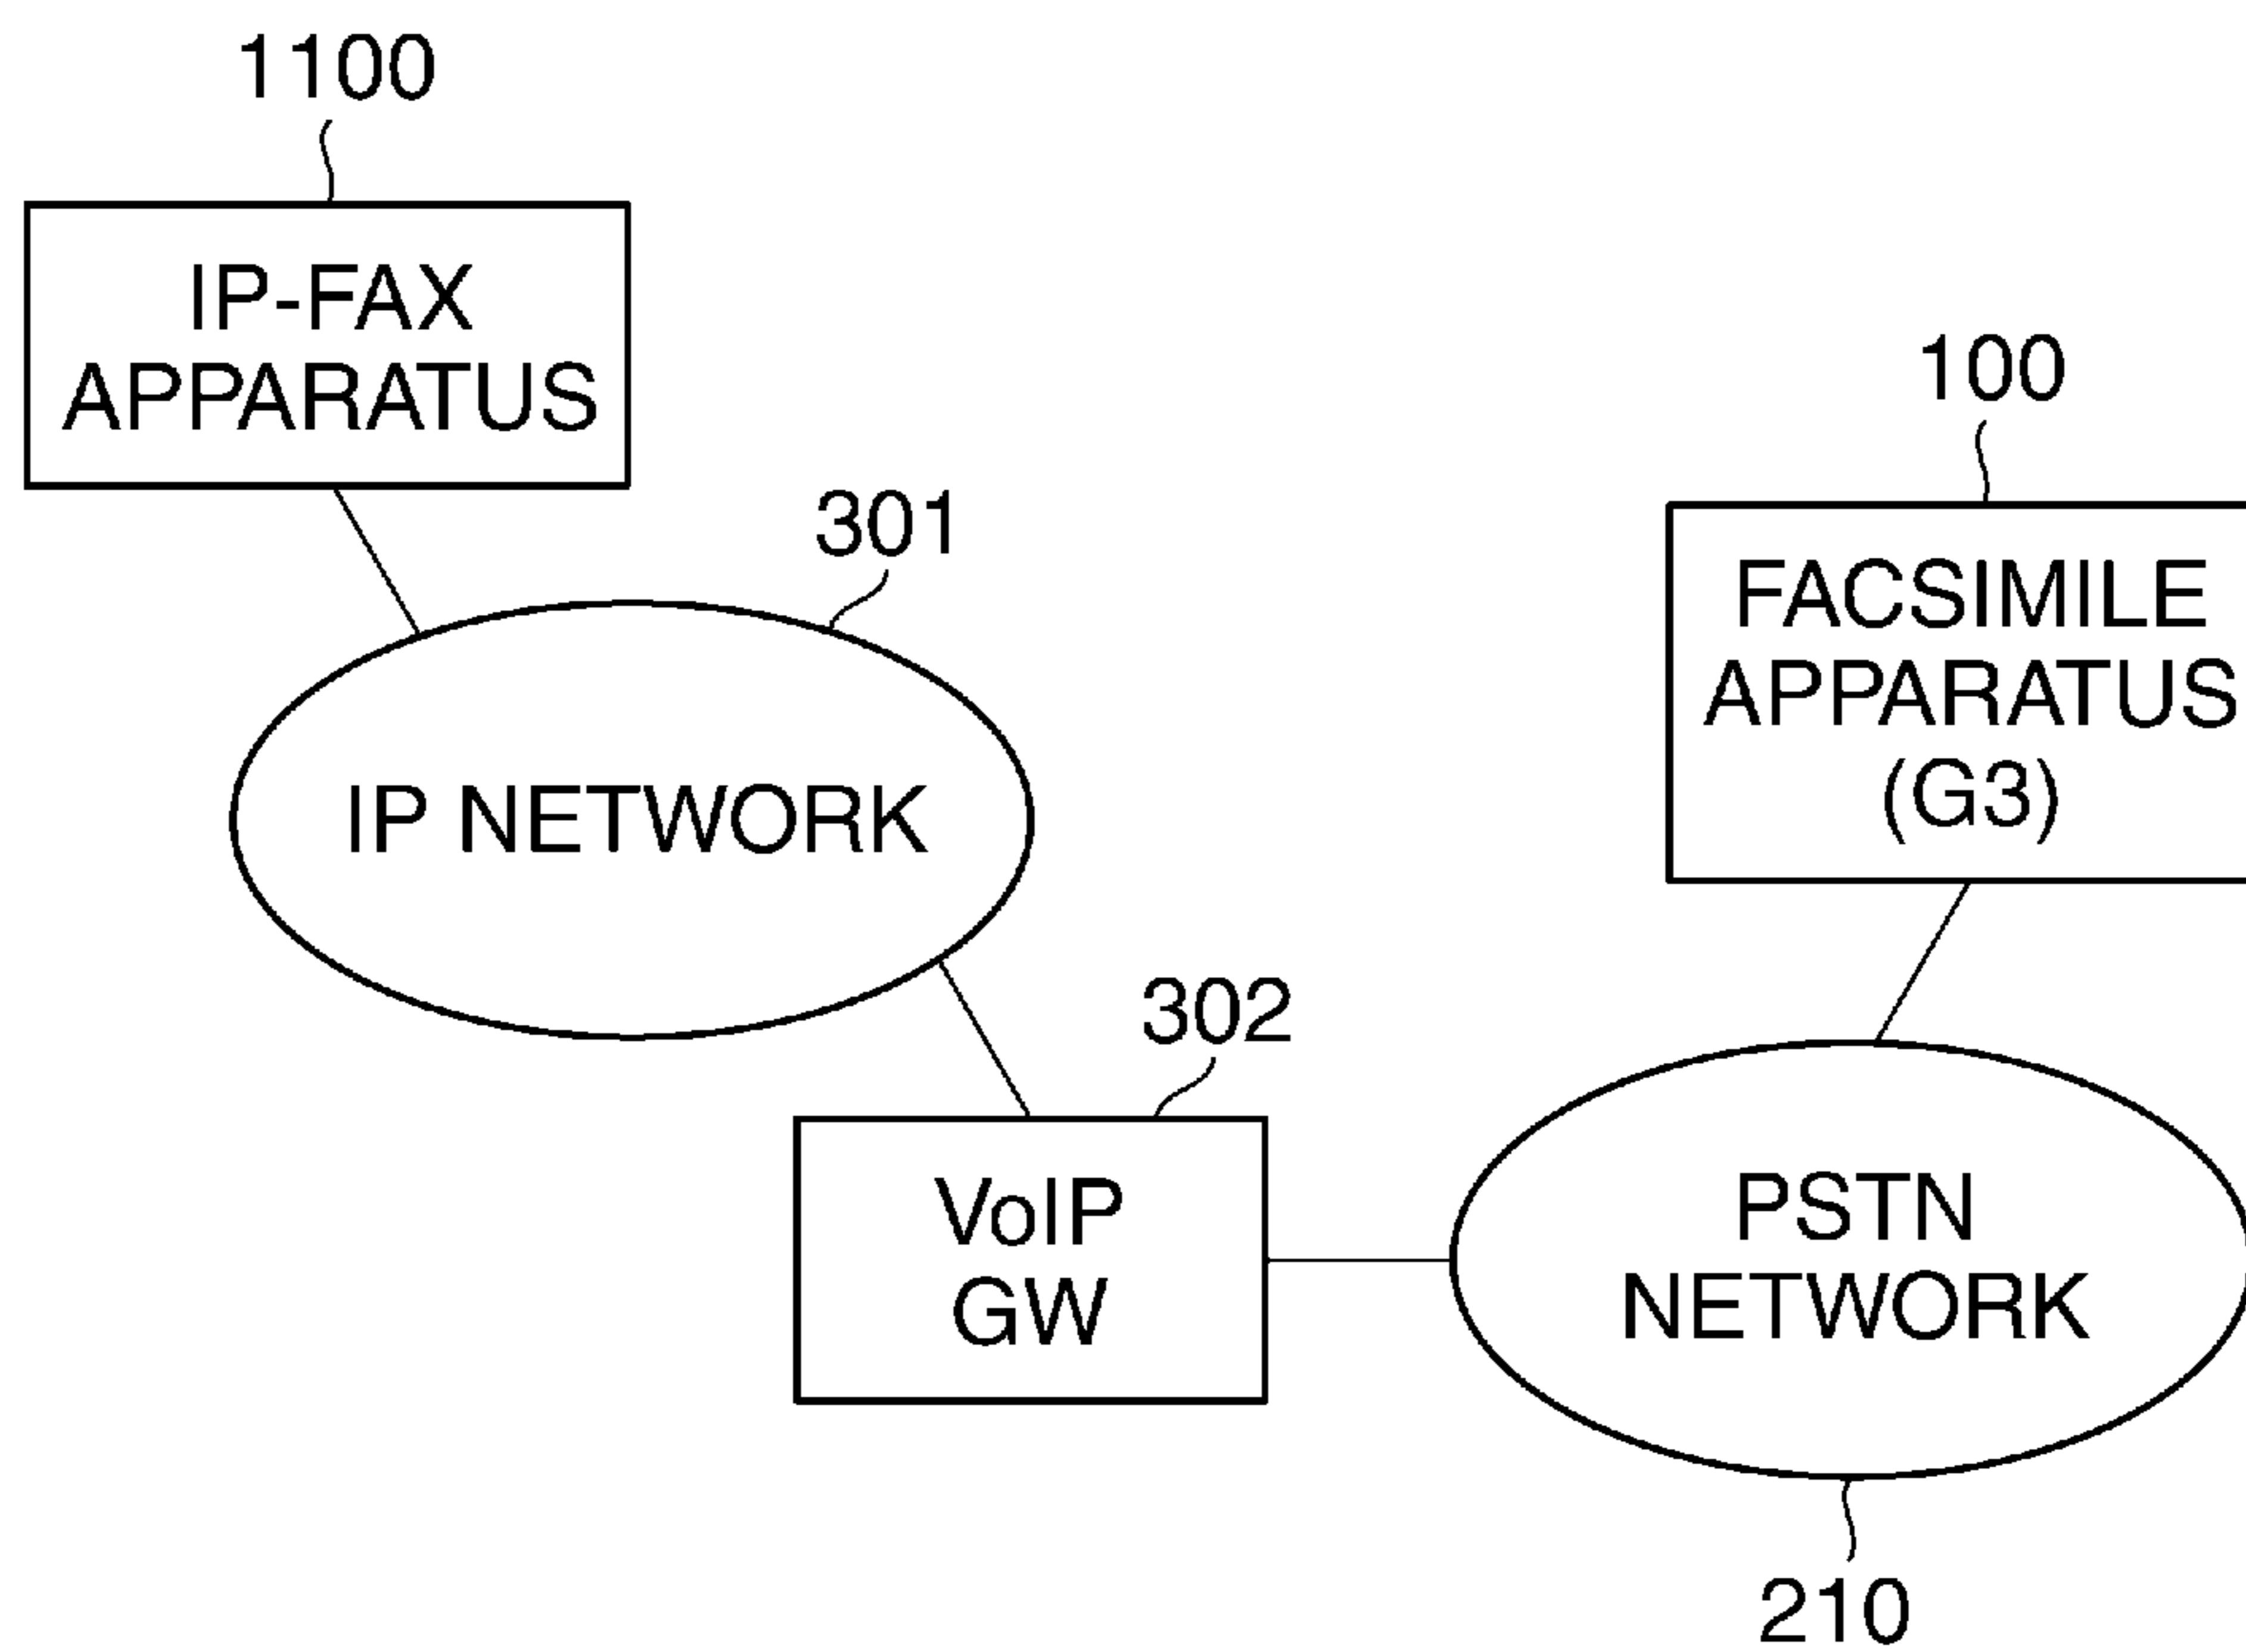 1100
IP-FAX
APPARATUS
301
IP NETWORK
100
FACSIMILE
APPARATUS
(G3)
302
VoIP
GW
PSTN
NETWORK
210